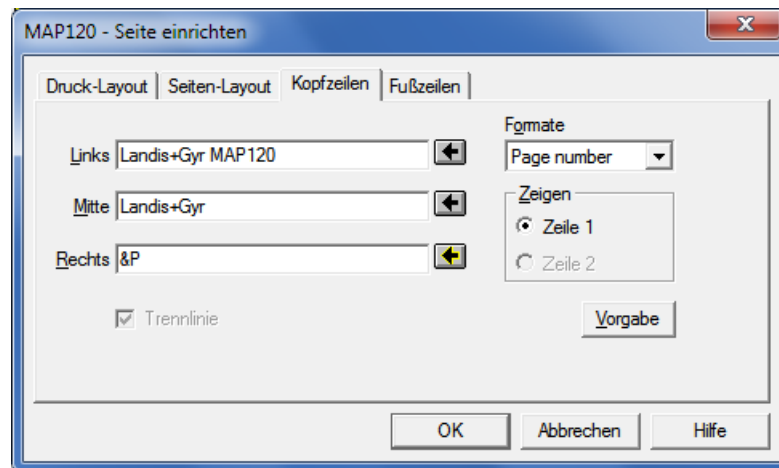 MAP120 - Seite einrichten
Druck-Layout Seiten-Layout Kopfzeilen Fußzeilen
Formate
Links Landis+Gyr MAP120 Page number
Mitte Landis+Gyr Zeigen
Zeile 1
Rechts &P Zeile 2
Trennlinie Vorgabe
OK Abbrechen Hilfe